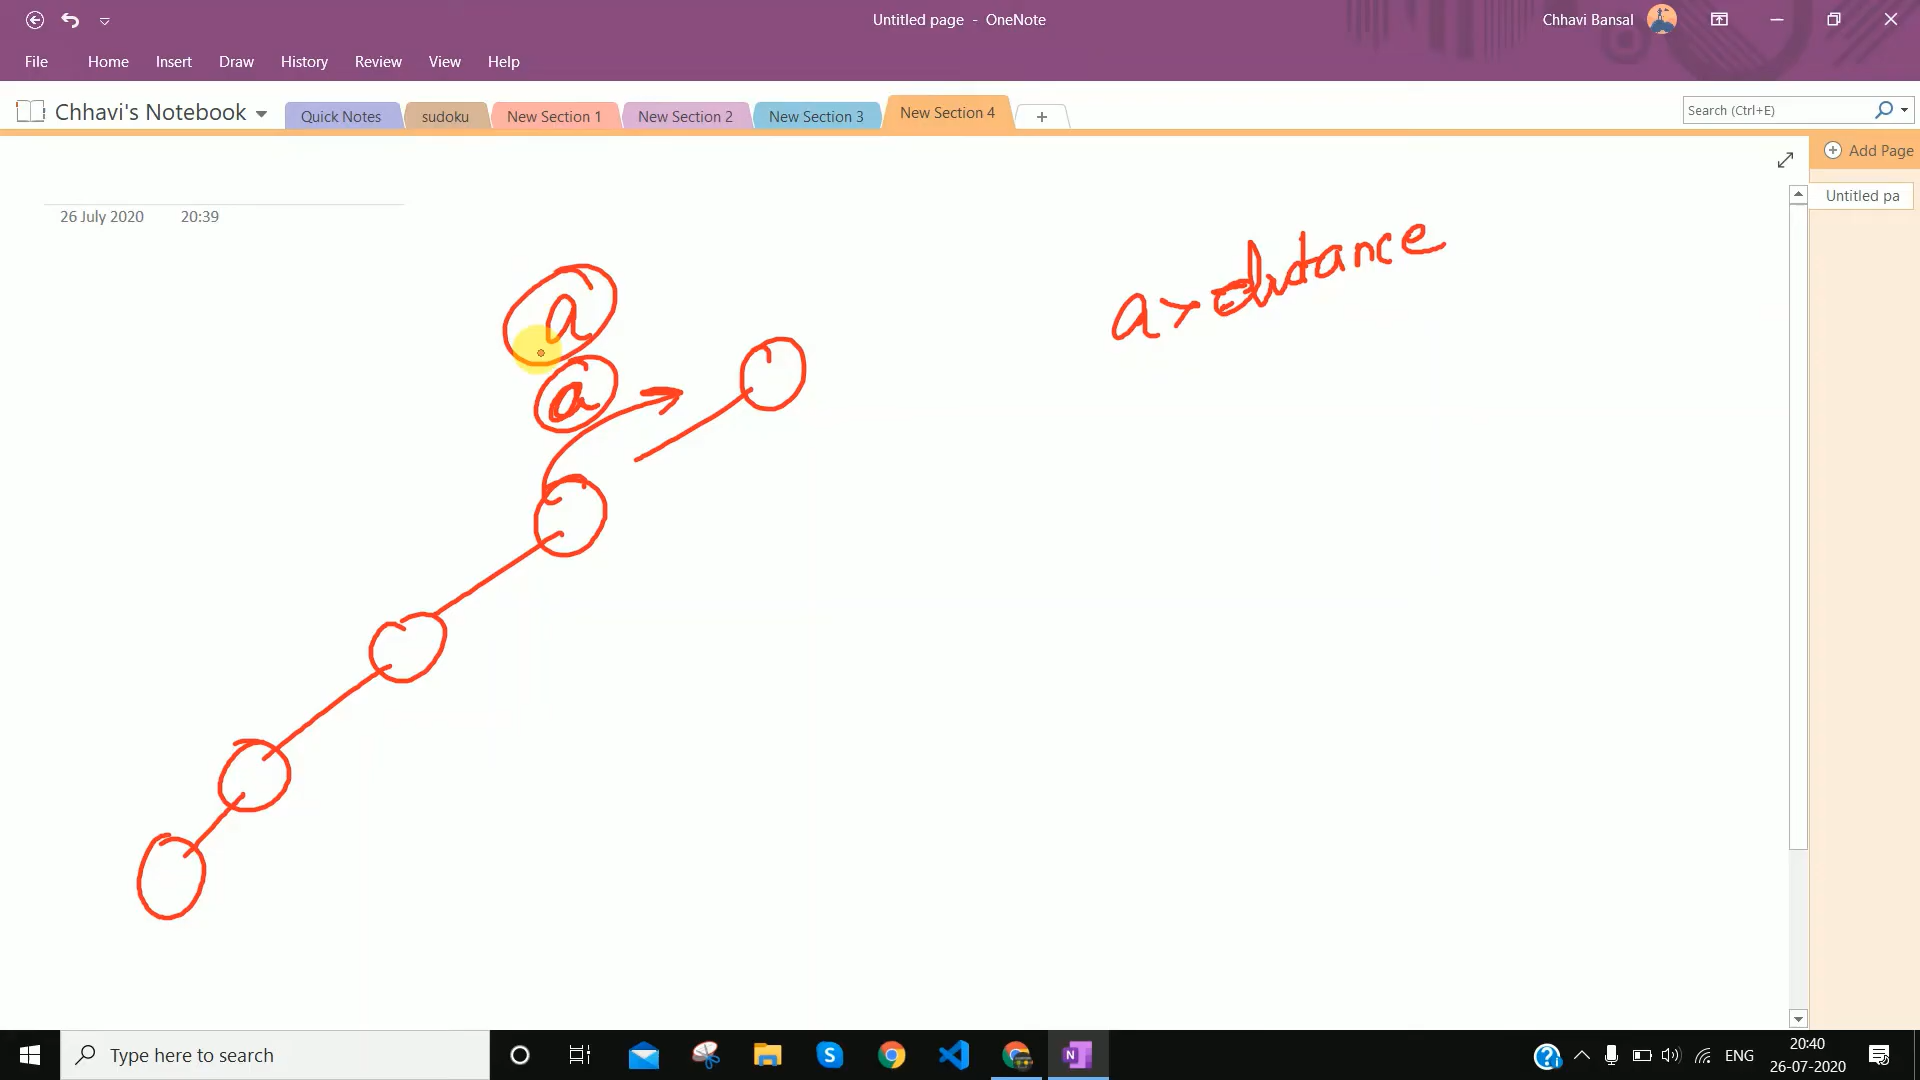 Untitled page - OneNote
Chhavi Bansal
File Home Insert Draw History Review View Help
Chhavi's Notebook
Quick Notes sudoku New Section 1 New Section 2 New Section 3 New Section 4 +
Search (Ctrl+E)
Add Page
Untitled pa
26 July 2020 20:39
a
a
a >
Type here to search
N
ENG
20:40
26-07-2020